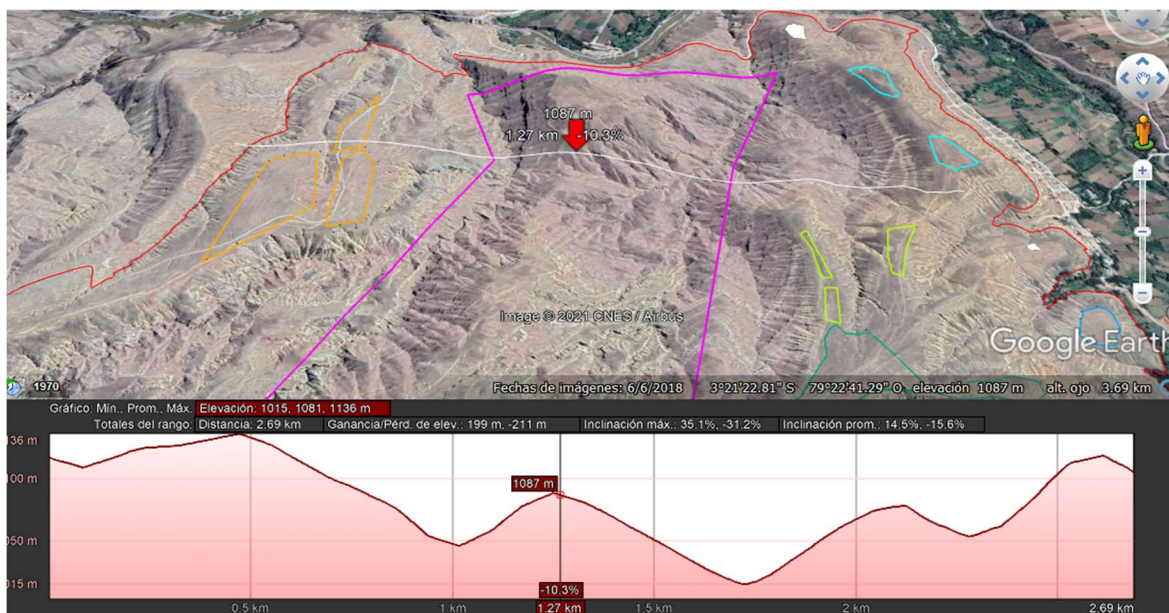 1087 m
1.27 km -10.3%
Image © 2021 CNES / Airbus
Google Earth
1970
Fechas de imágenes: 6/6/2018 3°21'22.81" S 79°22'41.29" O elevación 1087 m alt. ojo 3.69 km
Gráfico: Mín., Prom., Máx. Elevación: 1015, 1081, 1136 m
Totales del rango: Distancia: 2.69 km Ganancia/Pérd. de elev.: 199 m, -211 m Inclinación máx.: 35.1%, -31.2% Inclinación prom.: 14.5%, -15.6%
136 m
100 m
1087 m
050 m
015 m
-10.3%
0.5 km 1 km 1.27 km 1.5 km 2 km 2.69 km